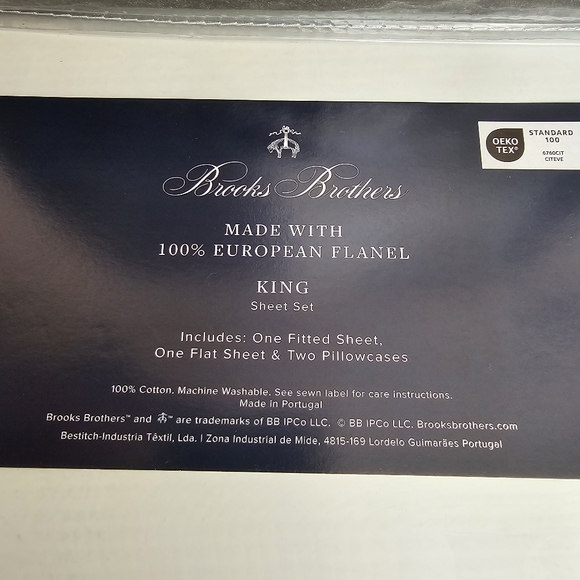 OEKO
TEX®
STANDARD
100
6760CIT
CITEVE
Brooks Brothers
MADE WITH
100% EUROPEAN FLANEL
KING
Sheet Set
Includes: One Fitted Sheet,
One Flat Sheet & Two Pillowcases
100% Cotton. Machine Washable. See sewn label for care instructions.
Made in Portugal
Brooks Brothers™ and ™ are trademarks of BB IPCo LLC. © BB IPCo LLC. Brooksbrothers.com
Bestitch-Industria Têxtil, Lda. I Zona Industrial de Mide, 4815-169 Lordelo Guimarães Portugal